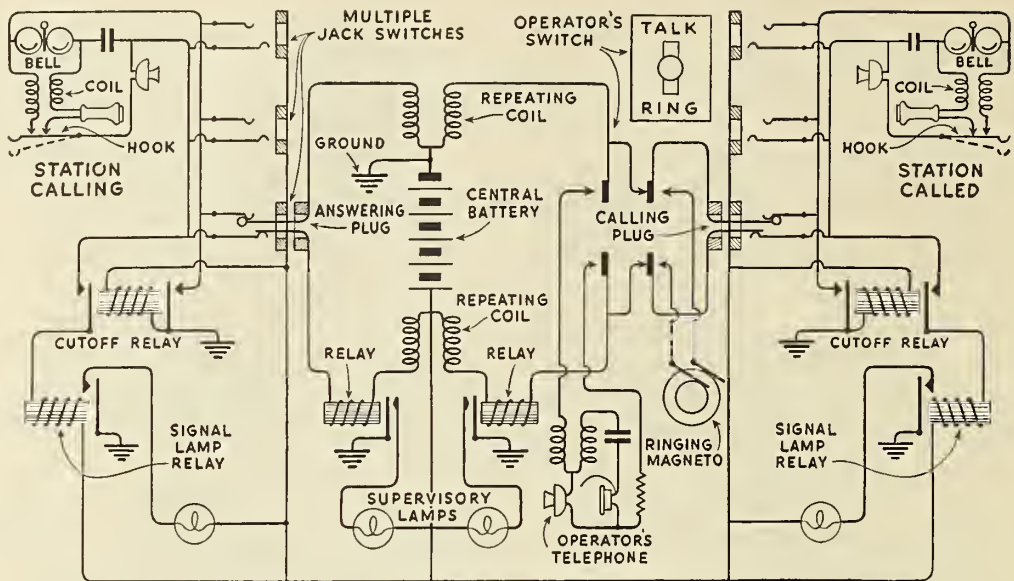 MULTIPLE
JACK SWITCHES
OPERATOR'S
SWITCH
TALK
RING
BELL
COIL
HOOK
STATION
CALLING
REPEATING
COIL
GROUND
CENTRAL
BATTERY
ANSWERING
PLUG
CALLING
PLUG
BELL
COIL
HOOK
STATION
CALLED
CUTOFF RELAY
REPEATING
COIL
RELAY
RELAY
CUTOFF RELAY
SIGNAL
LAMP
RELAY
SUPERVISORY
LAMPS
OPERATOR'S
TELEPHONE
RINGING
MAGNETO
SIGNAL
LAMP
RELAY